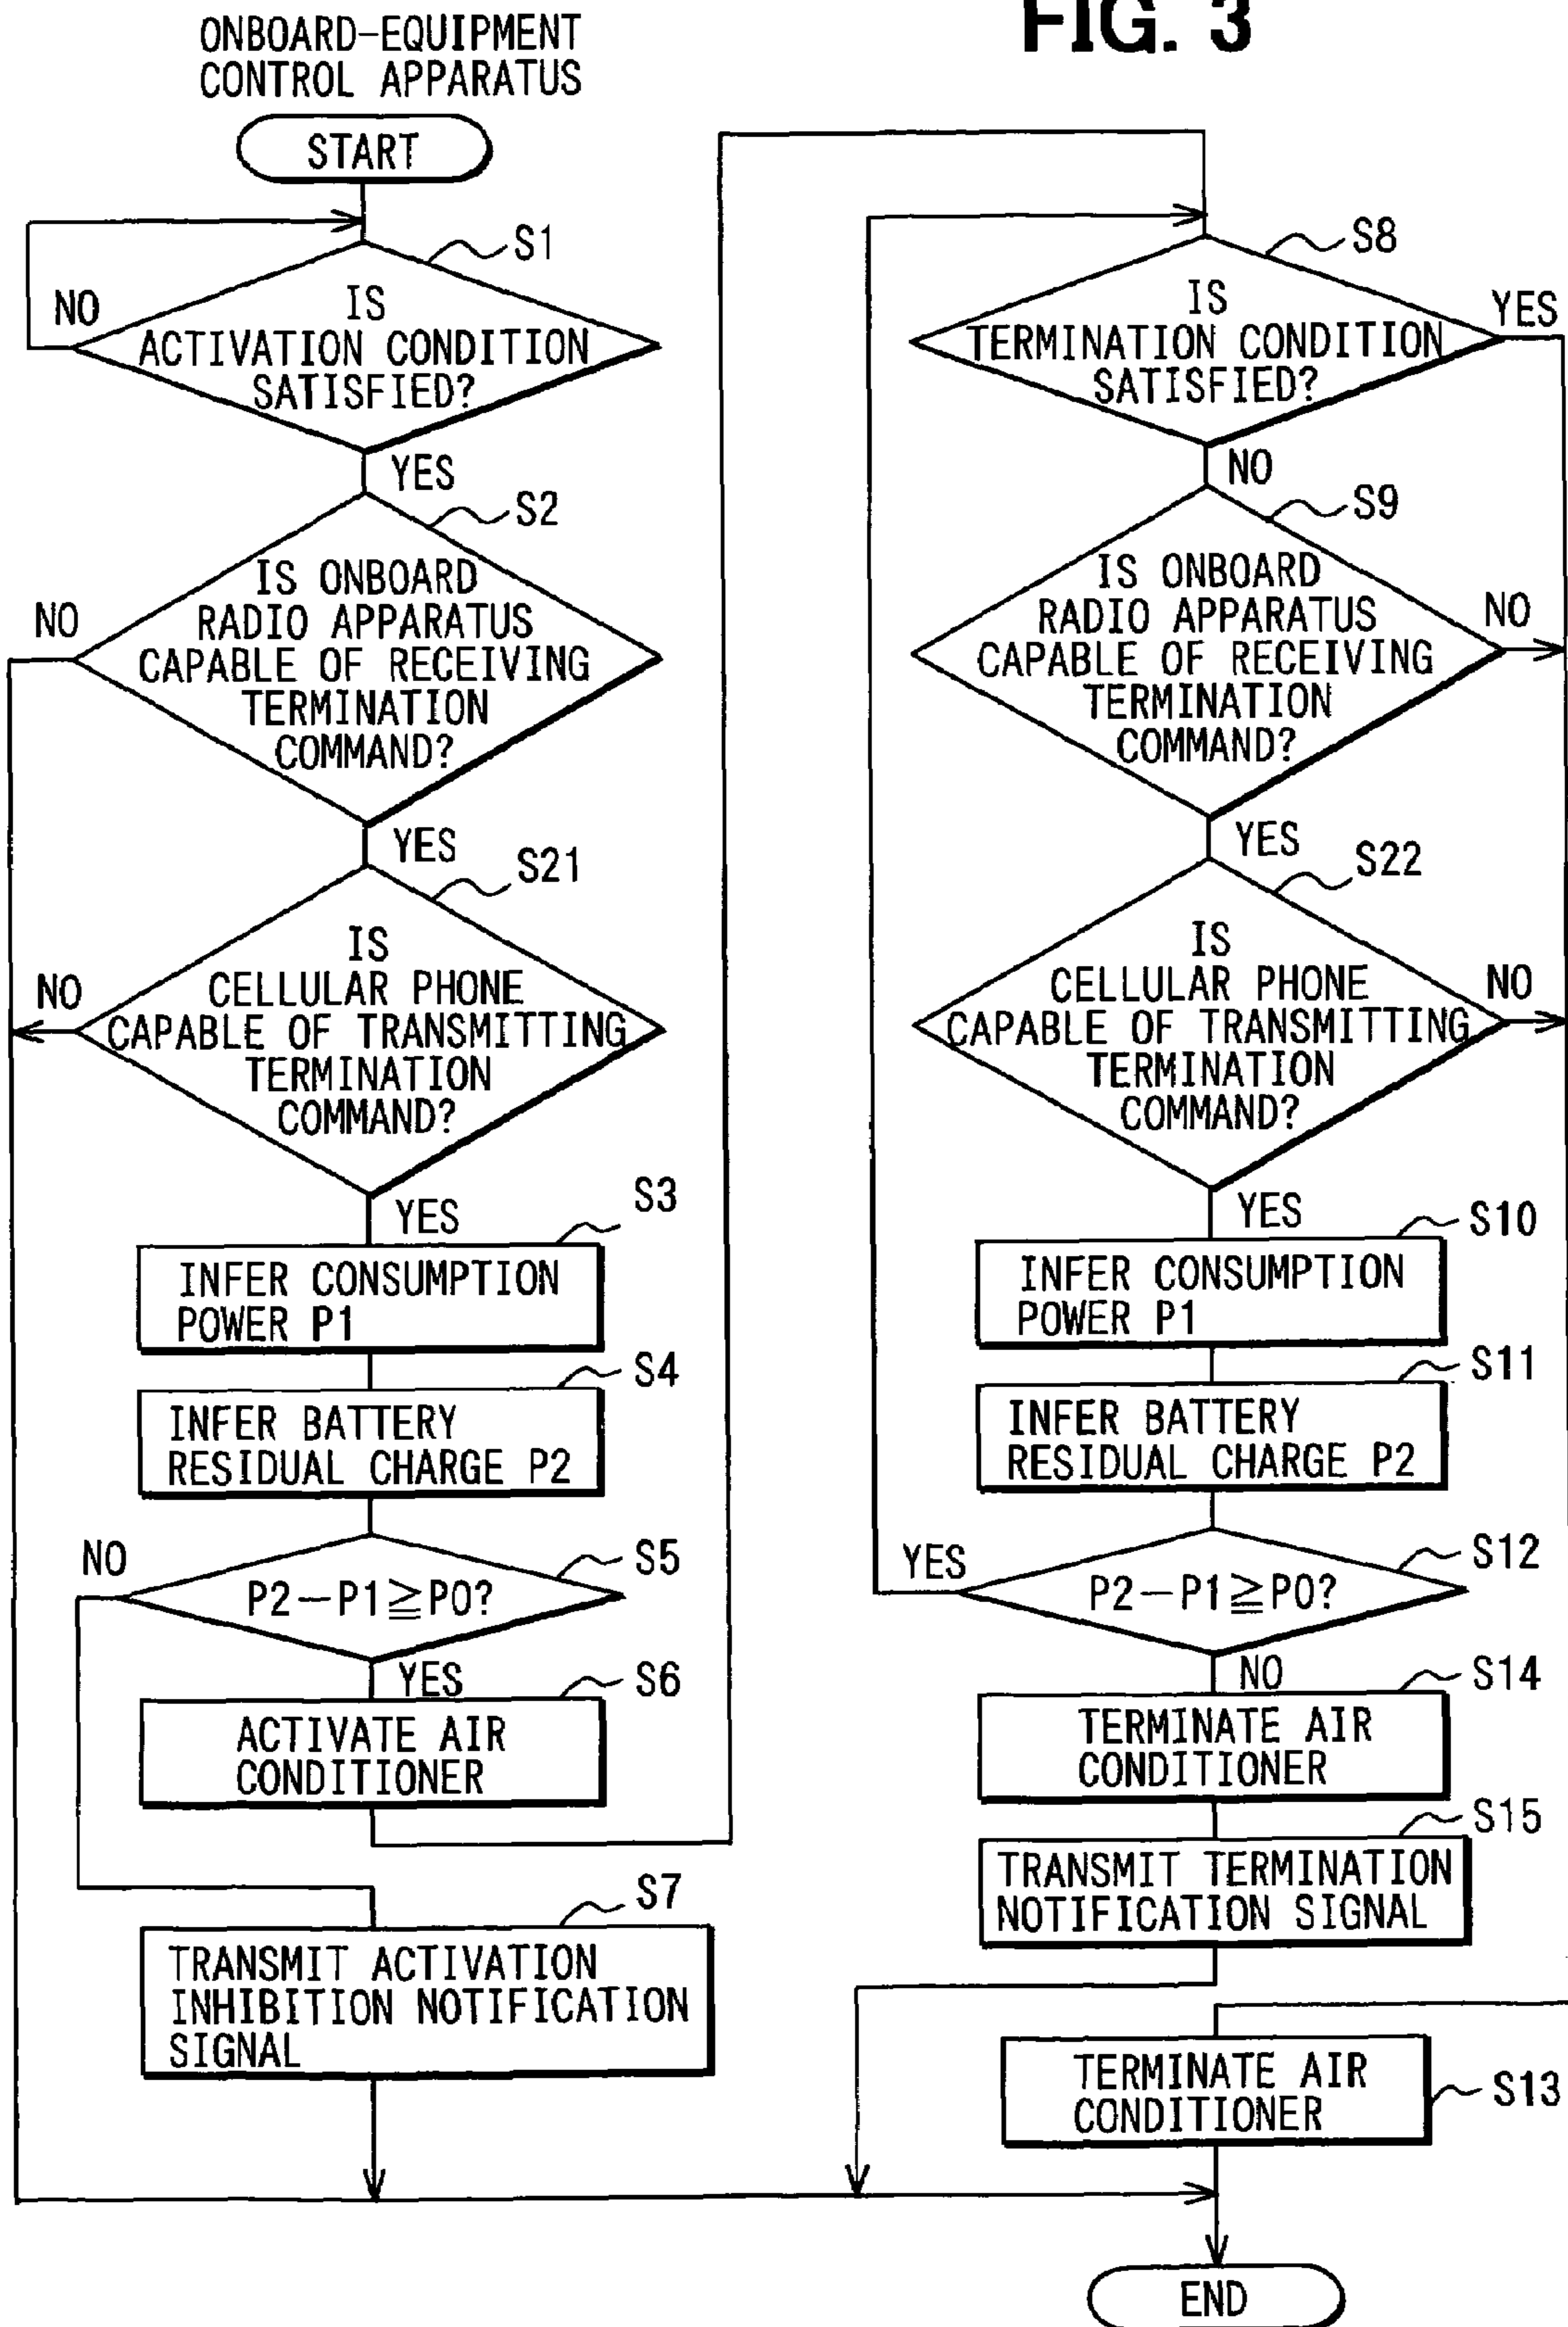 FIG. 3
ONBOARD-EQUIPMENT
CONTROL APPARATUS
START
S1
NO
IS
ACTIVATION CONDITION
SATISFIED?
YES
S2
NO
IS ONBOARD
RADIO APPARATUS
CAPABLE OF RECEIVING
TERMINATION
COMMAND?
YES
S21
NO
IS
CELLULAR PHONE
CAPABLE OF TRANSMITTING
TERMINATION
COMMAND?
YES
S3
INFER CONSUMPTION
POWER P1
S4
INFER BATTERY
RESIDUAL CHARGE P2
NO
S5
P2−P1≧P0?
YES
S6
ACTIVATE AIR
CONDITIONER
S7
TRANSMIT ACTIVATION
INHIBITION NOTIFICATION
SIGNAL
S8
YES
IS
TERMINATION CONDITION
SATISFIED?
NO
S9
IS ONBOARD
RADIO APPARATUS
CAPABLE OF RECEIVING
TERMINATION
COMMAND?
NO
YES
S22
IS
CELLULAR PHONE
CAPABLE OF TRANSMITTING
TERMINATION
COMMAND?
NO
YES
S10
INFER CONSUMPTION
POWER P1
S11
INFER BATTERY
RESIDUAL CHARGE P2
YES
S12
P2−P1≧P0?
NO
S14
TERMINATE AIR
CONDITIONER
S15
TRANSMIT TERMINATION
NOTIFICATION SIGNAL
TERMINATE AIR
CONDITIONER
S13
END